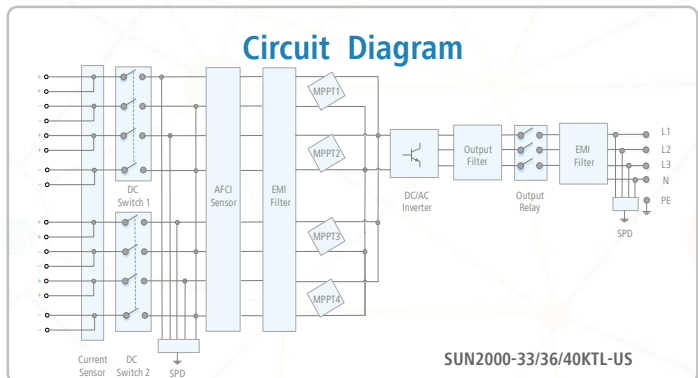 Circuit Diagram
+
+
−
−
+
+
−
−
+
+
−
−
+
+
−
−
MPPT1
MPPT2
MPPT3
MPPT4
DC
Switch 1
AFCI
Sensor
EMI
Filter
DC/AC
Inverter
Output
Filter
Output
Relay
EMI
Filter
L1
L2
L3
N
PE
SPD
Current
Sensor
DC
Switch 2
SPD
SUN2000-33/36/40KTL-US